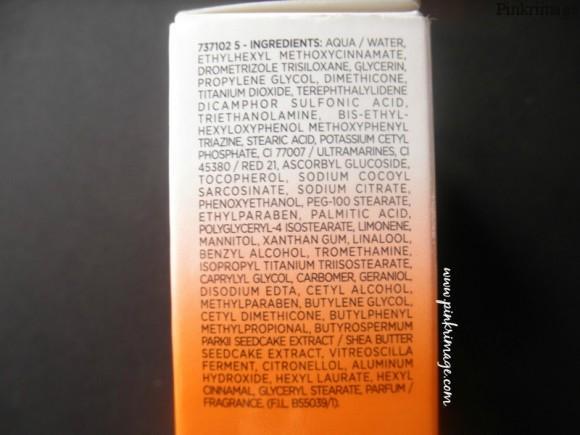 Pinkrimage
737102 5 - INGREDIENTS: AQUA / WATER,
ETHYLHEXYL METHOXYCINNAMATE,
DROMETRIZOLE TRISILOXANE, GLYCERIN,
PROPYLENE GLYCOL, DIMETHICONE,
TITANIUM DIOXIDE, TEREPHTHALYLIDENE
DICAMPHOR SULFONIC ACID,
TRIETHANOLAMINE, BIS-ETHYL-
HEXYLOXYPHENOL METHOXYPHENYL
TRIAZINE, STEARIC ACID, POTASSIUM CETYL
PHOSPHATE, CI 77007 / ULTRAMARINES, CI
45380 / RED 21, ASCORBYL GLUCOSIDE,
TOCOPHEROL, SODIUM COCOYL
SARCOSINATE, SODIUM CITRATE,
PHENOXYETHANOL, PEG-100 STEARATE,
ETHYLPARABEN, PALMITIC ACID,
POLYGLYCERYL-4 ISOSTEARATE, LIMONENE,
MANNITOL, XANTHAN GUM, LINALOOL,
BENZYL ALCOHOL, TROMETHAMINE,
ISOPROPYL TITANIUM TRIISOSTEARATE,
CAPRYLYL GLYCOL, CARBOMER, GERANIOL,
DISODIUM EDTA, CETYL ALCOHOL,
METHYLPARABEN, BUTYLENE GLYCOL,
CETYL DIMETHICONE, BUTYLPHENYL
METHYLPROPIONAL, BUTYROSPERMUM
PARKII SEEDCAKE EXTRACT / SHEA BUTTER
SEEDCAKE EXTRACT, VITREOSCILLA
FERMENT, CITRONELLOL, ALUMINUM
HYDROXIDE, HEXYL LAURATE, HEXYL
CINNAMAL, GLYCERYL STEARATE, PARFUM /
FRAGRANCE, (F.I.L. B55039/1).
www.pinkrimage.com